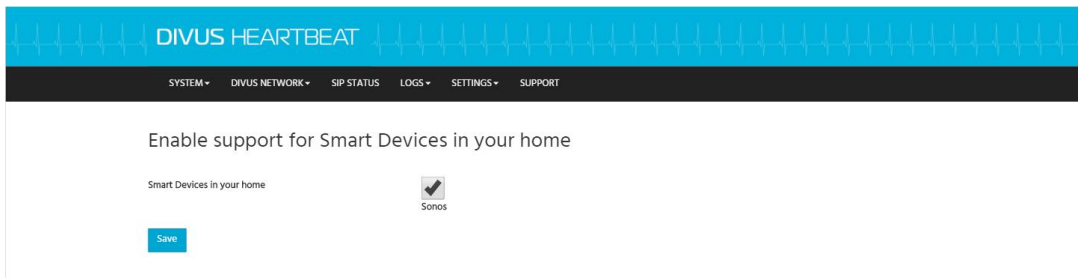 DIVUS HEARTBEAT
SYSTEM DIVUS NETWORK SIP STATUS LOGS SETTINGS SUPPORT
Enable support for Smart Devices in your home
Smart Devices in your home
Sonos
Save